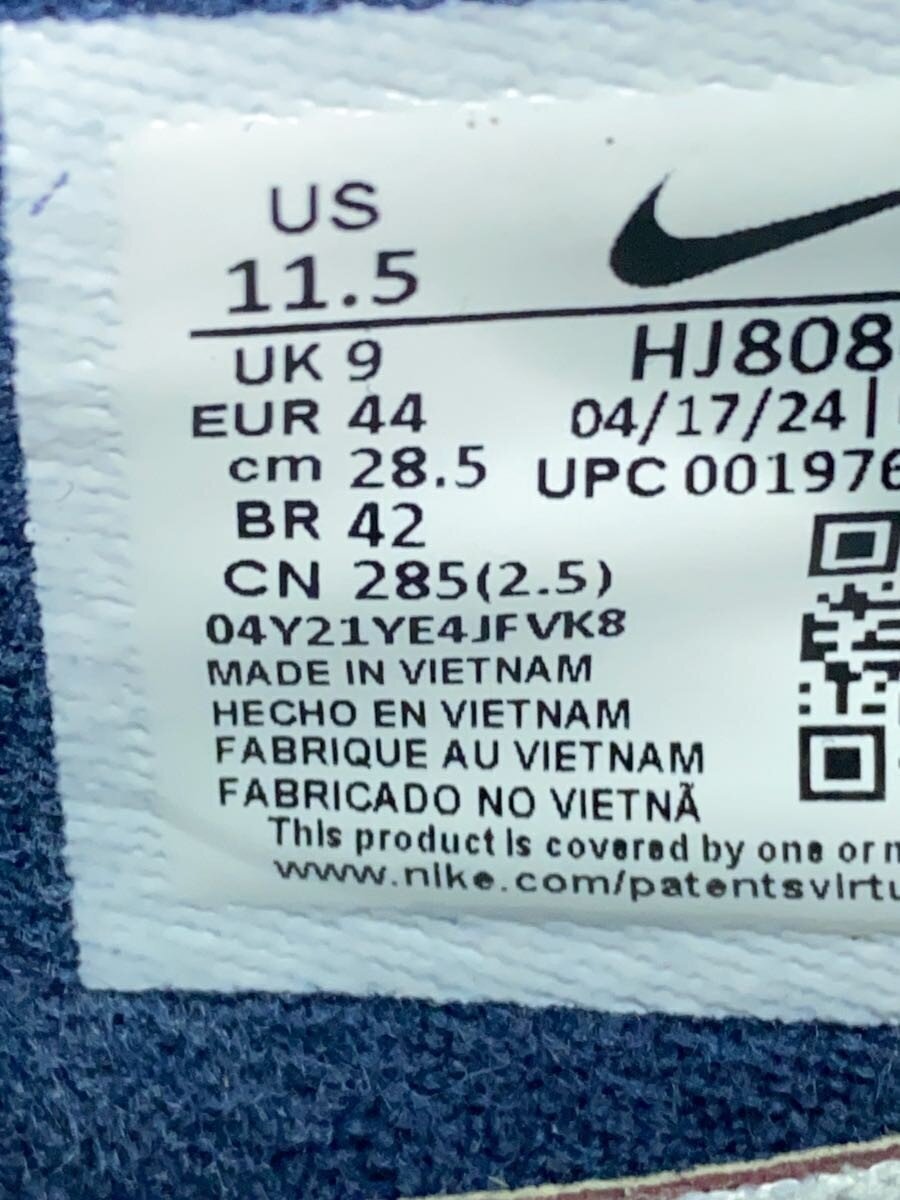 US
11.5
UK 9
EUR 44
cm 28.5
BR 42
CN 285(2.5)
04Y21YE4JFVK8
MADE IN VIETNAM
HECHO EN VIETNAM
FABRIQUE AU VIETNAM
FABRICADO NO VIETNÃ
HJ808
04/17/24 |
UPC 001976
This product is covered by one or
www.nike.com/patentsvirtu